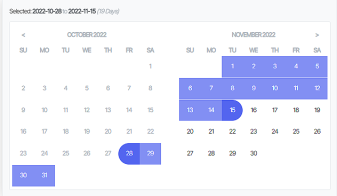 Selected: 2022-10-28 to 2022-11-15 (19 Days)
< OCTOBER 2022 NOVEMBER 2022 >
SU MO TU WE TH FR SA SU MO TU WE TH FR SA
1 1 2 3 4 5
2 3 4 5 6 7 8 6 7 8 9 10 11 12
9 10 11 12 13 14 15 13 14 15 16 17 18 19
16 17 18 19 20 21 22 20 21 22 23 24 25 26
23 24 25 26 27 28 29 27 28 29 30
30 31